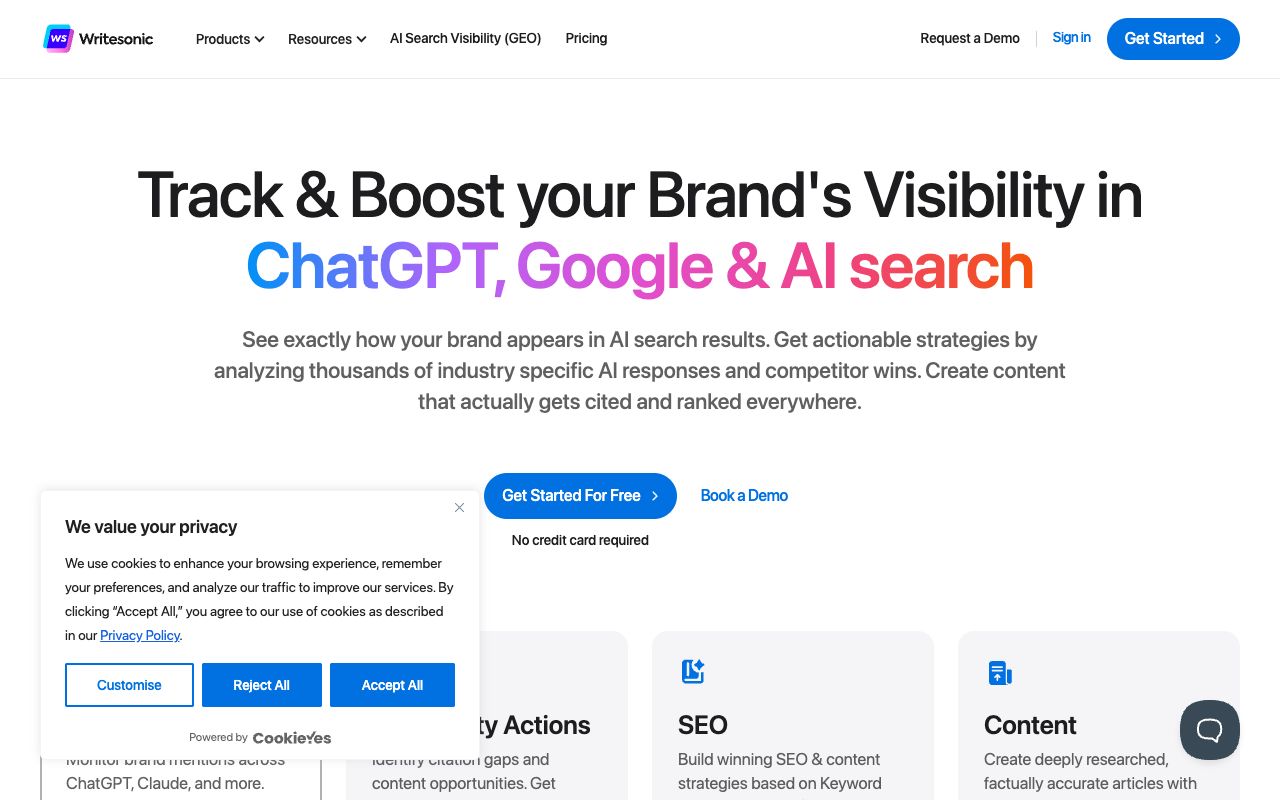 WS Writesonic
Products
Resources
AI Search Visibility (GEO)
Pricing
Request a Demo
Sign in
Get Started
Track & Boost your Brand's Visibility in
ChatGPT, Google & AI search
See exactly how your brand appears in AI search results. Get actionable strategies by
analyzing thousands of industry specific AI responses and competitor wins. Create content
that actually gets cited and ranked everywhere.
Get Started For Free
Book a Demo
No credit card required
We value your privacy
We use cookies to enhance your browsing experience, remember
your preferences, and analyze our traffic to improve our services. By
clicking “Accept All,” you agree to our use of cookies as described
in our Privacy Policy.
Customise
Reject All
Accept All
Powered by CookieYes
Monitor brand mentions across
ChatGPT, Claude, and more.
ty Actions
Identify citation gaps and
content opportunities. Get
SEO
Build winning SEO & content
strategies based on Keyword
Content
Create deeply researched,
factually accurate articles with